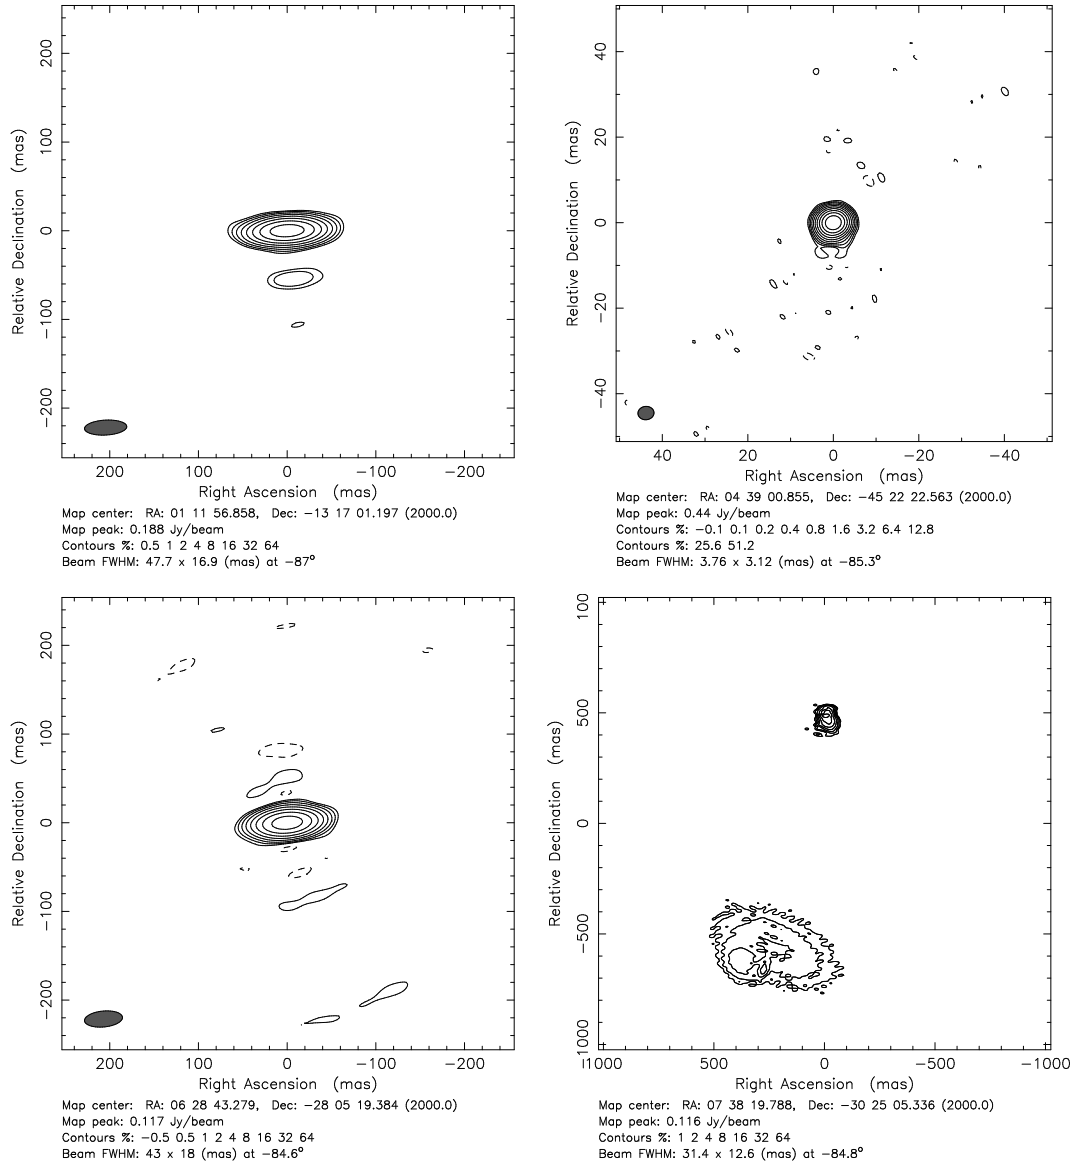 200
100
0
−100
−200
Relative Declination (mas)
200 100 0 −100 −200
Right Ascension (mas)
Map center: RA: 01 11 56.858, Dec: −13 17 01.197 (2000.0)
Map peak: 0.188 Jy/beam
Contours %: 0.5 1 2 4 8 16 32 64
Beam FWHM: 47.7 x 16.9 (mas) at −87°
40
20
0
−20
−40
Relative Declination (mas)
40 20 0 −20 −40
Right Ascension (mas)
Map center: RA: 04 39 00.855, Dec: −45 22 22.563 (2000.0)
Map peak: 0.44 Jy/beam
Contours %: −0.1 0.1 0.2 0.4 0.8 1.6 3.2 6.4 12.8
Contours %: 25.6 51.2
Beam FWHM: 3.76 x 3.12 (mas) at −85.3°
200
100
0
−100
−200
Relative Declination (mas)
200 100 0 −100 −200
Right Ascension (mas)
Map center: RA: 06 28 43.279, Dec: −28 05 19.384 (2000.0)
Map peak: 0.117 Jy/beam
Contours %: −0.5 0.5 1 2 4 8 16 32 64
Beam FWHM: 43 x 18 (mas) at −84.6°
1000
500
0
−500
1000
Relative Declination (mas)
1000 500 0 −500 −1000
Right Ascension (mas)
Map center: RA: 07 38 19.788, Dec: −30 25 05.336 (2000.0)
Map peak: 0.116 Jy/beam
Contours %: 1 2 4 8 16 32 64
Beam FWHM: 31.4 x 12.6 (mas) at −84.8°